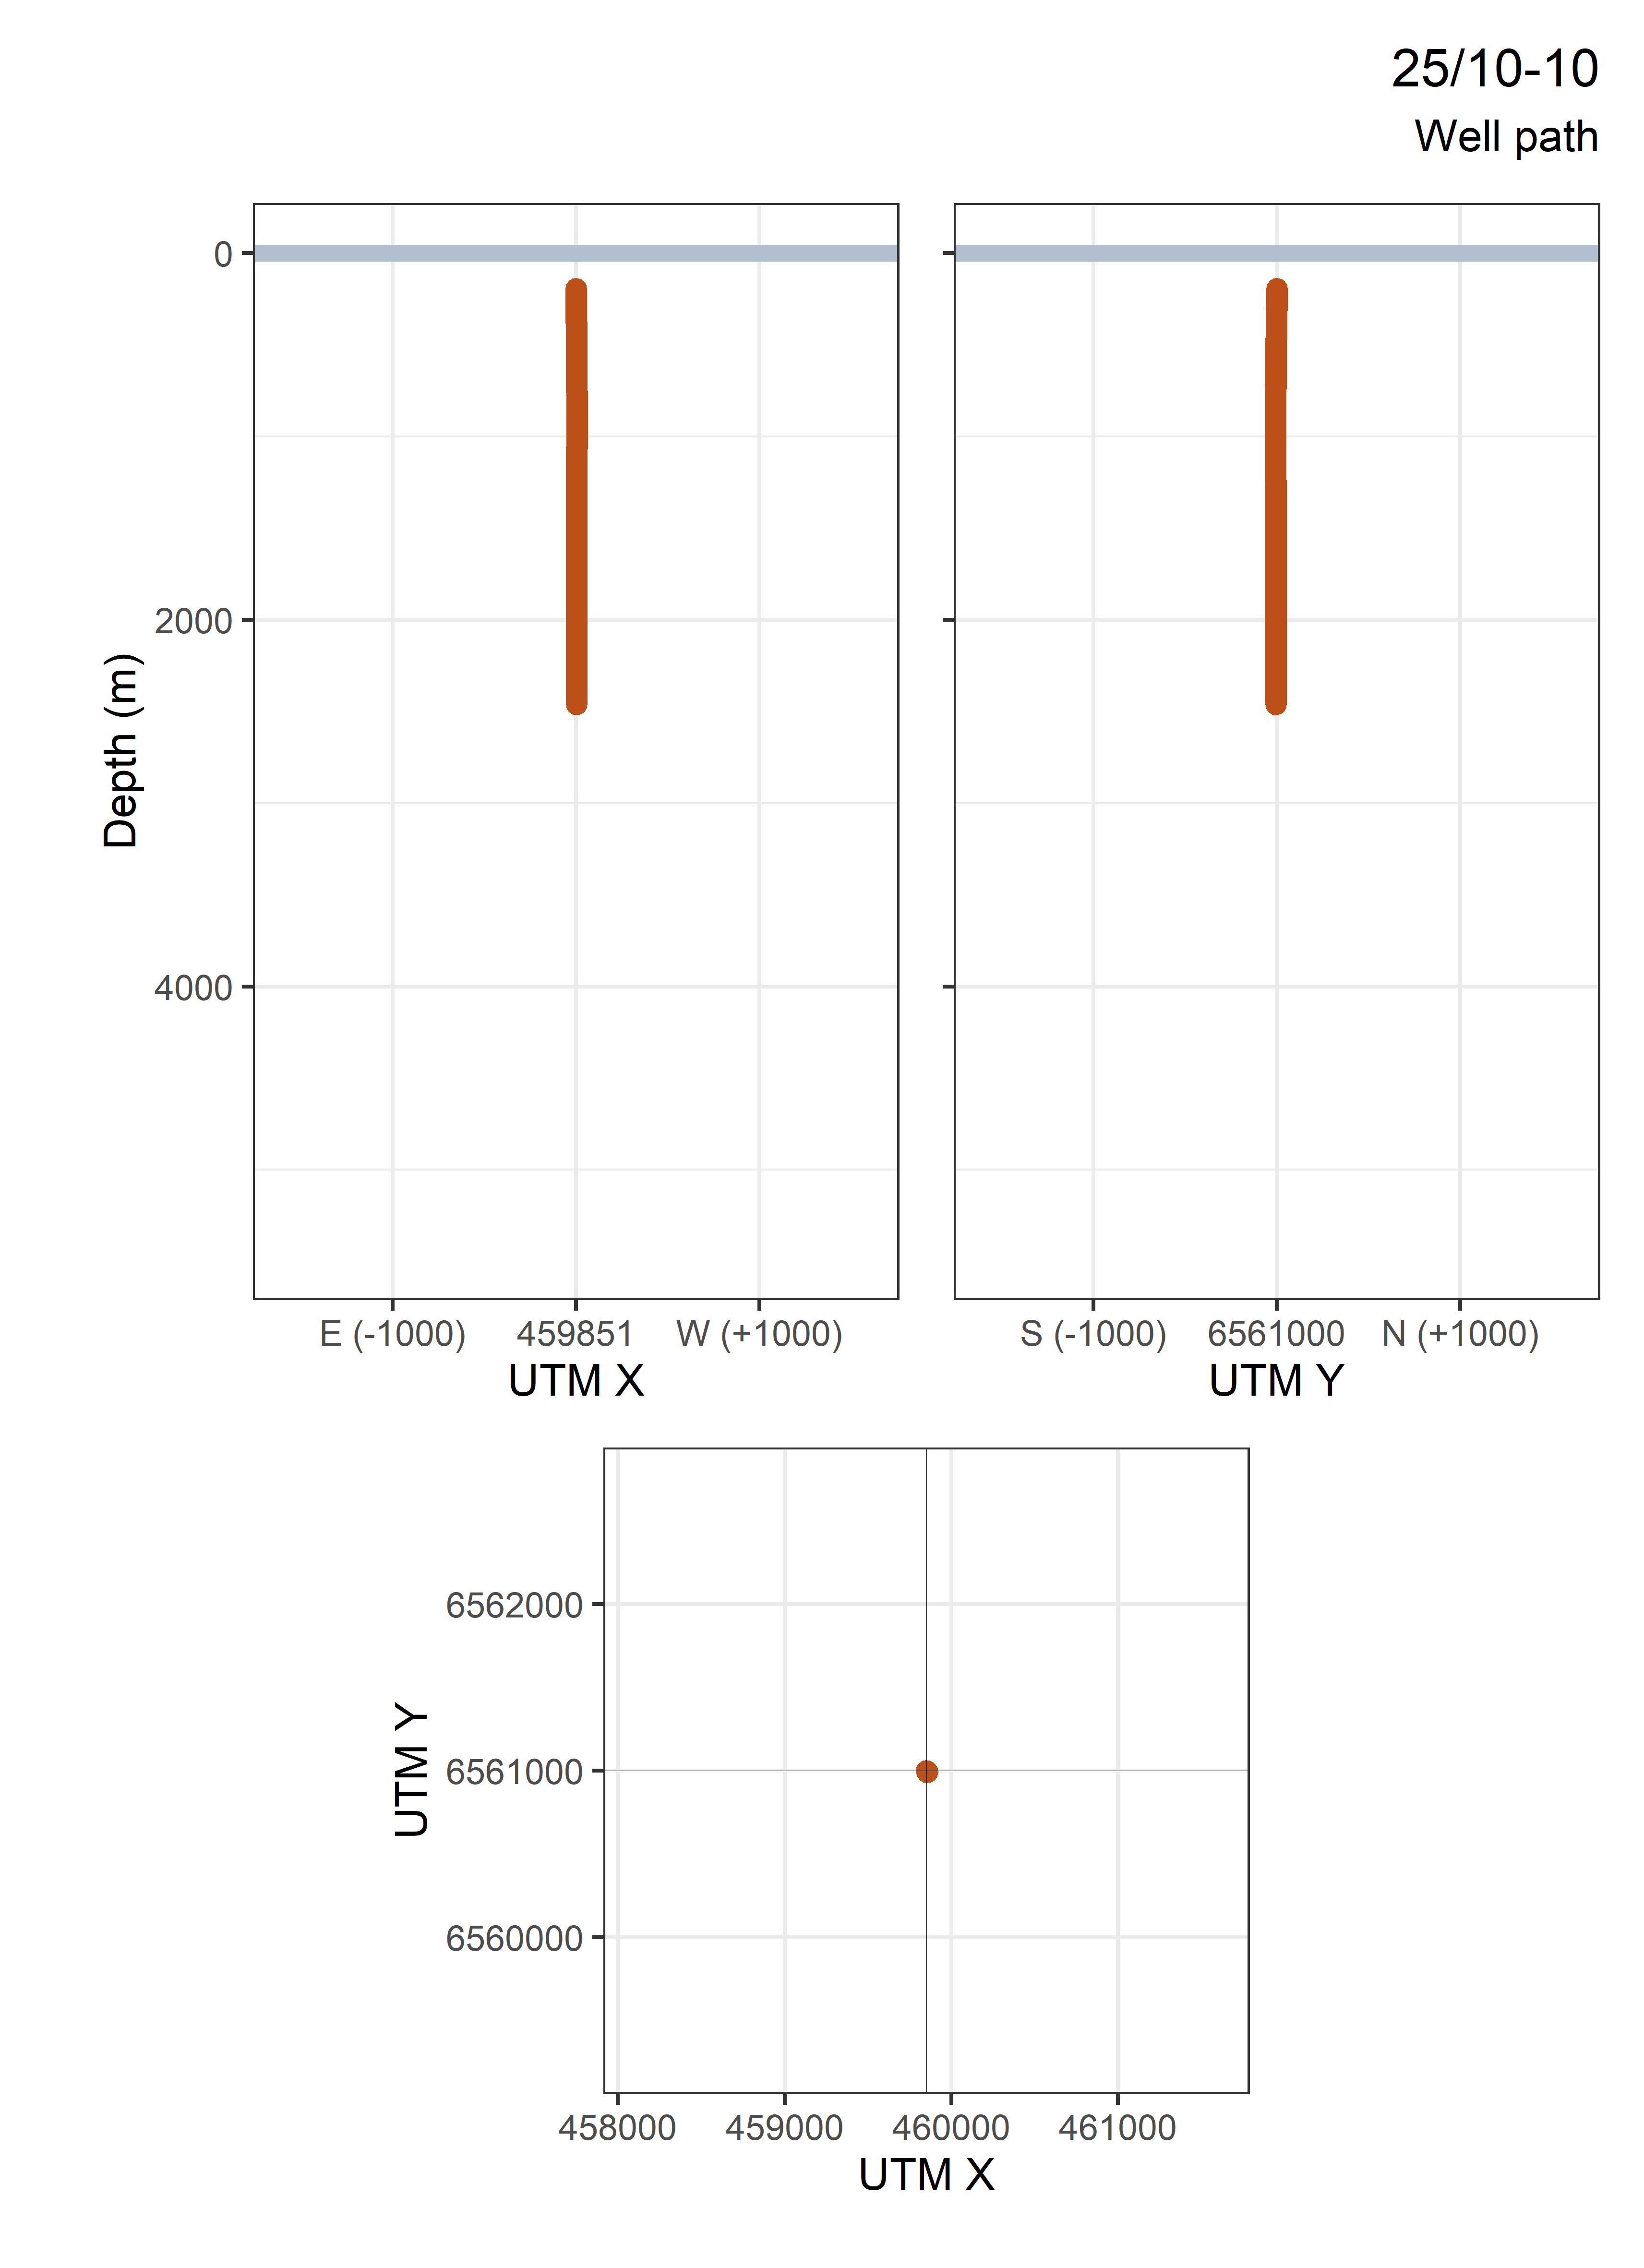 25/10-10
Well path
Depth (m)
0
2000
4000
E (-1000) 459851 W (+1000)
UTM X
S (-1000) 6561000 N (+1000)
UTM Y
UTM Y
6562000
6561000
6560000
458000 459000 460000 461000
UTM X